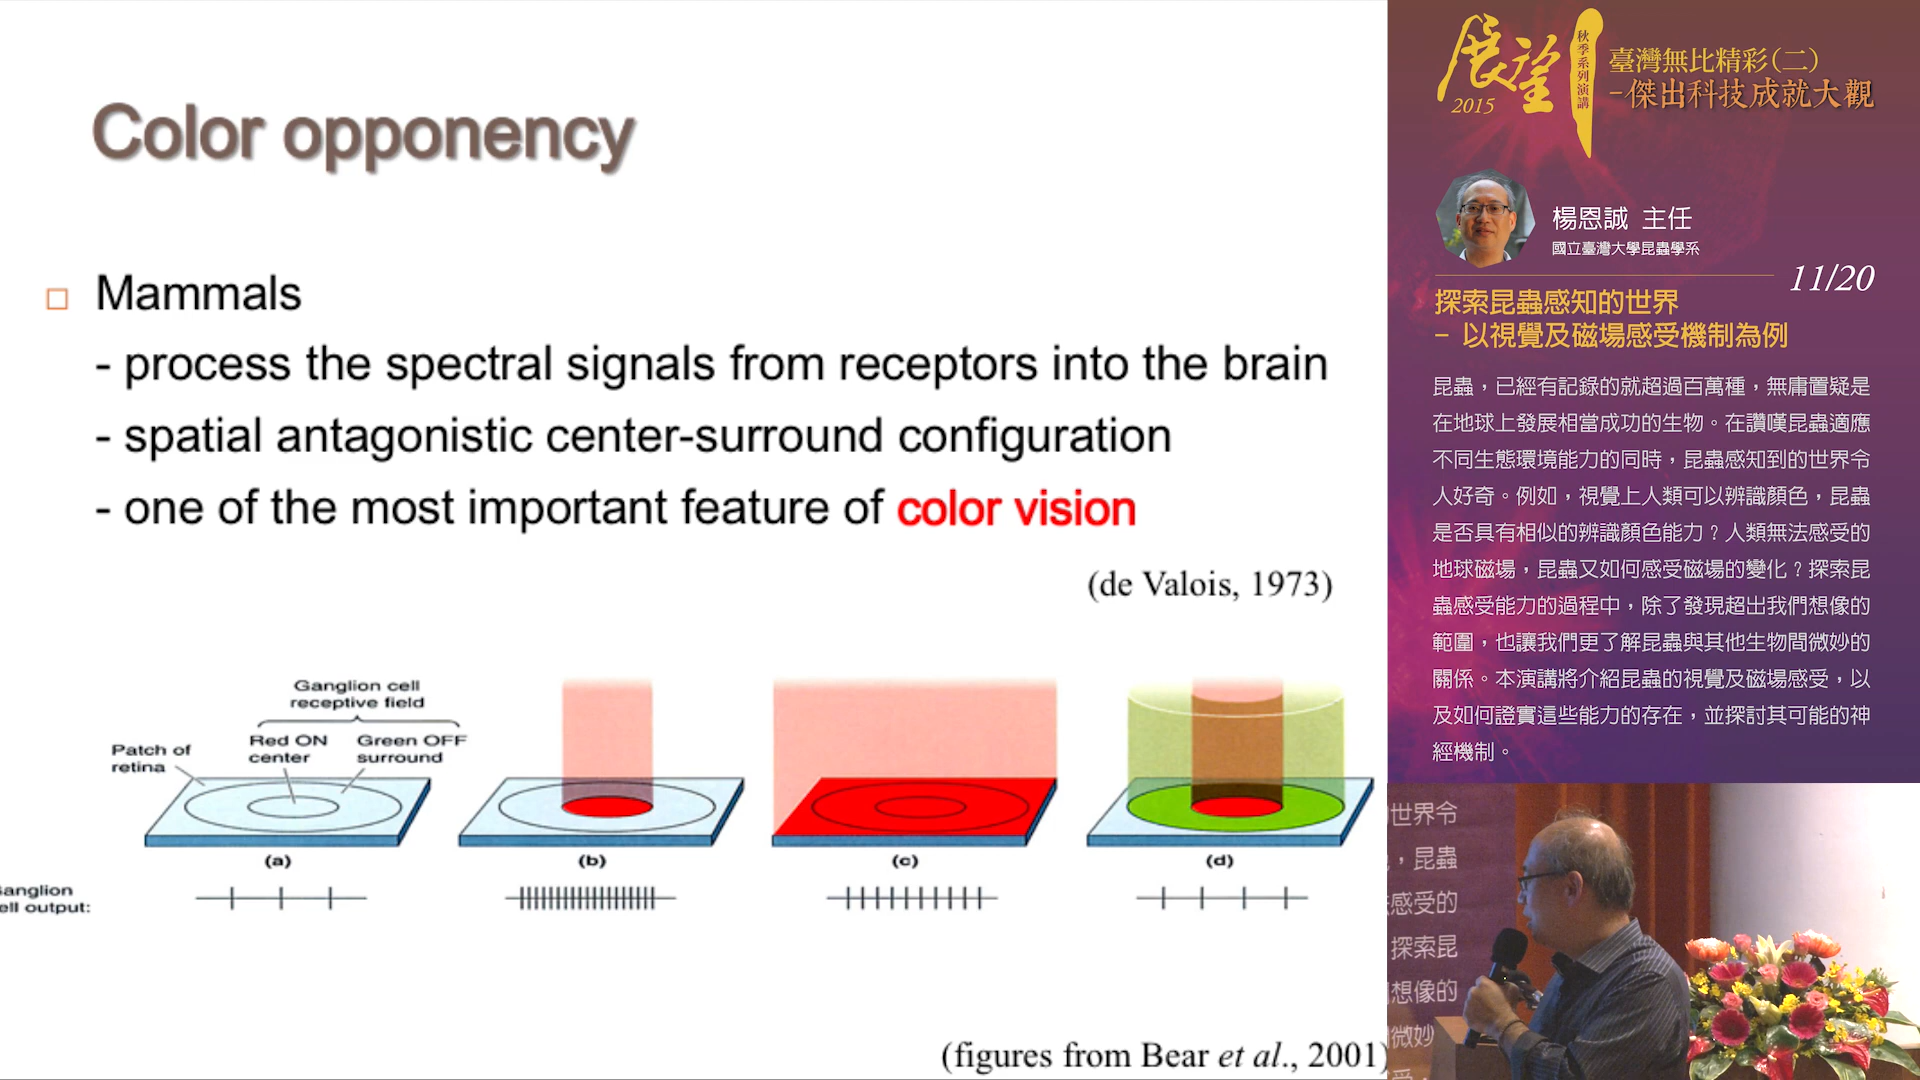 Color opponency
Mammals
- process the spectral signals from receptors into the brain
- spatial antagonistic center-surround configuration
- one of the most important feature of color vision
(de Valois, 1973)
Ganglion cell
receptive field
Patch of
retina
Red ON
center
Green OFF
surround
(a)
(b)
(c)
(d)
anglion
ell output:
(figures from Bear et al., 2001)
展望
2015
秋季系列演講
臺灣無比精彩(二)
-傑出科技成就大觀
楊恩誠 主任
國立臺灣大學昆蟲學系
11/20
探索昆蟲感知的世界
- 以視覺及磁場感受機制為例
昆蟲，已經有記錄的就超過百萬種，無庸置疑是
在地球上發展相當成功的生物。在讚嘆昆蟲適應
不同生態環境能力的同時，昆蟲感知到的世界令
人好奇。例如，視覺上人類可以辨識顏色，昆蟲
是否具有相似的辨識顏色能力？人類無法感受的
地球磁場，昆蟲又如何感受磁場的變化？探索昆
蟲感受能力的過程中，除了發現超出我們想像的
範圍，也讓我們更了解昆蟲與其他生物間微妙的
關係。本演講將介紹昆蟲的視覺及磁場感受，以
及如何證實這些能力的存在，並探討其可能的神
經機制。
世界令
，昆蟲
感受的
探索昆
想像的
微妙